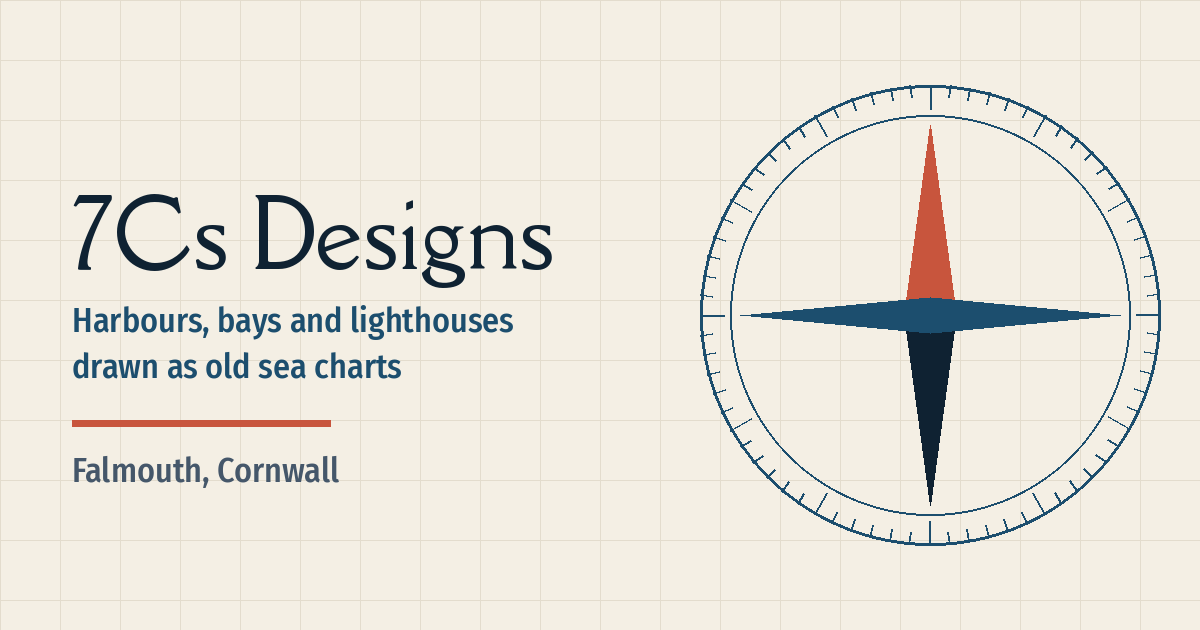 7Cs Designs
Harbours, bays and lighthouses
drawn as old sea charts
Falmouth, Cornwall